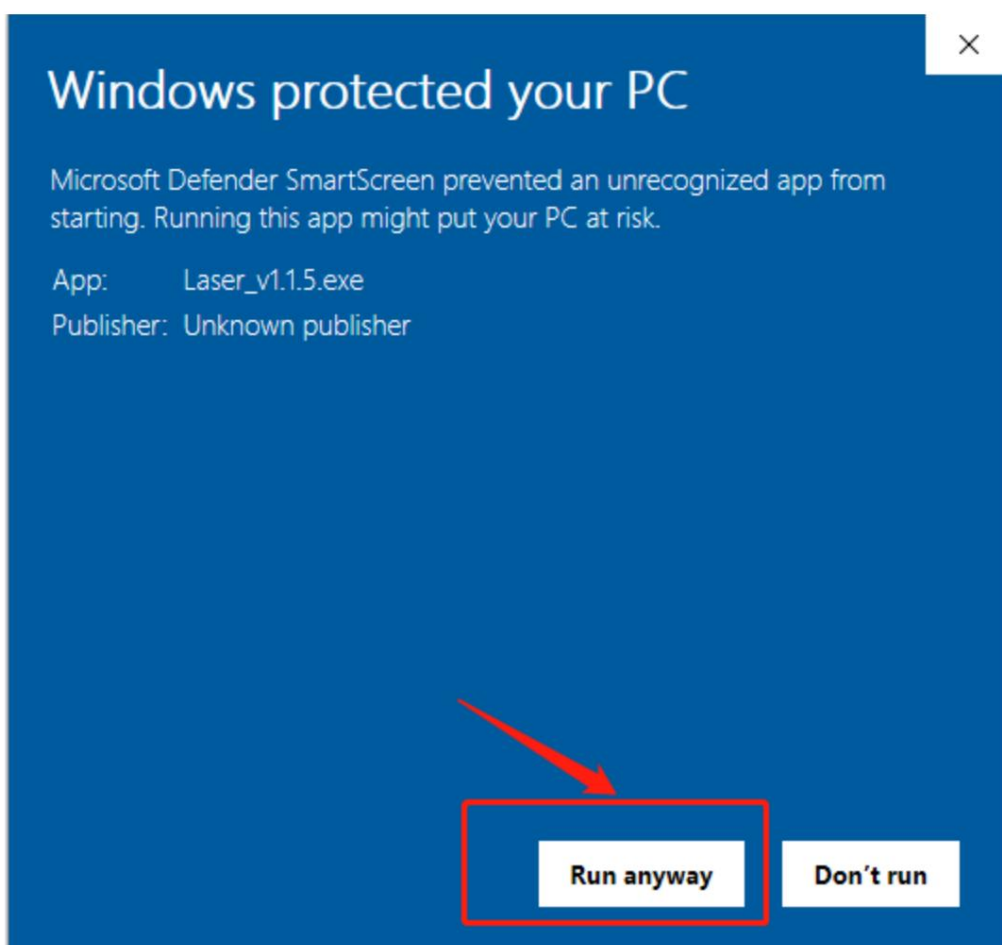 Windows protected your PC
Microsoft Defender SmartScreen prevented an unrecognized app from
starting. Running this app might put your PC at risk.
App: Laser_v1.1.5.exe
Publisher: Unknown publisher
Run anyway Don't run